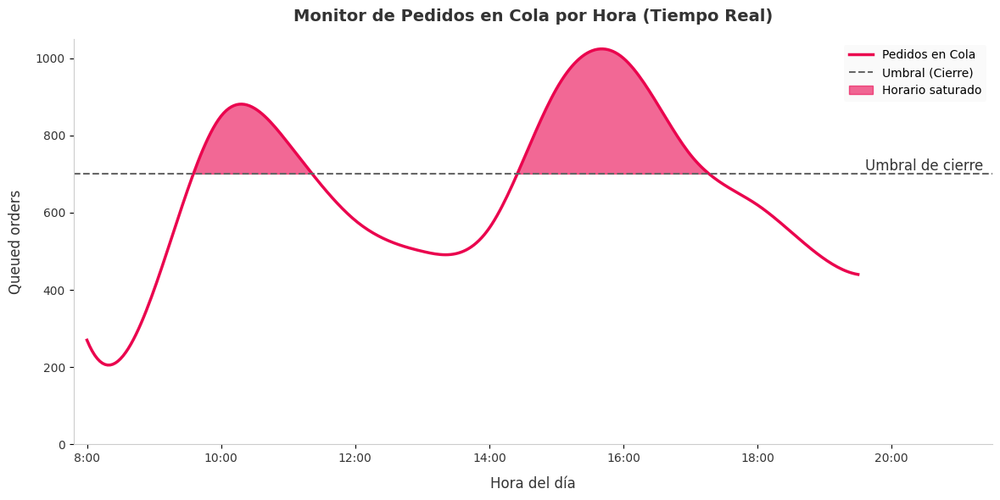 Monitor de Pedidos en Cola por Hora (Tiempo Real)
Pedidos en Cola
Umbral (Cierre)
Horario saturado
Umbral de cierre
Queued orders
1000
800
600
400
200
0
8:00 10:00 12:00 14:00 16:00 18:00 20:00
Hora del día